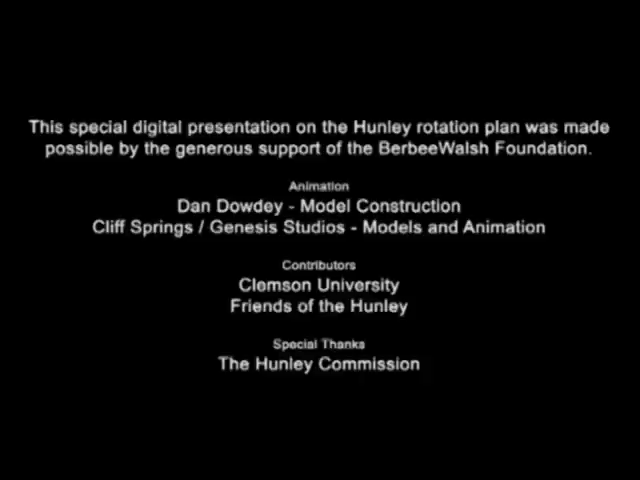 This special digital presentation on the Hunley rotation plan was made
possible by the generous support of the BerbeeWalsh Foundation.
Animation
Dan Dowdey - Model Construction
Cliff Springs / Genesis Studios - Models and Animation
Contributors
Clemson University
Friends of the Hunley
Special Thanks
The Hunley Commission